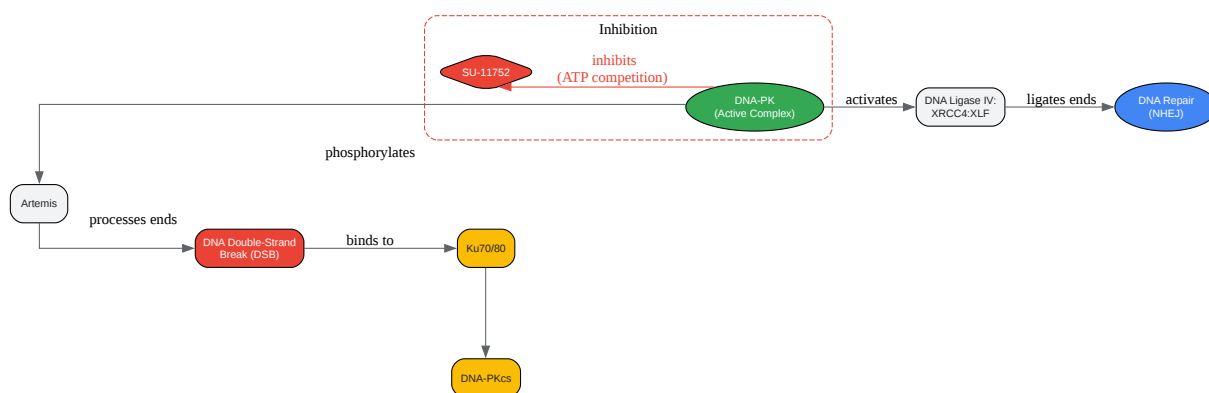 Inhibition
inhibits
(ATP competition)
SU-11752
DNA-PK
(Active Complex)
activates
DNA Ligase IV:
XRCC4:XLF
ligates ends
DNA Repair
(NHEJ)
phosphorylates
Artemis
processes ends
DNA Double-Strand
Break (DSB)
binds to
Ku70/80
DNA-PKcs